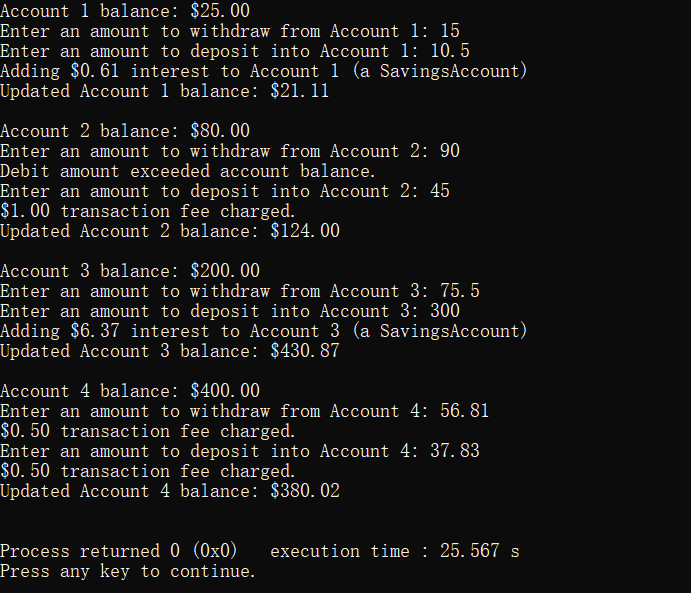 Account 1 balance: $25.00
Enter an amount to withdraw from Account 1: 15
Enter an amount to deposit into Account 1: 10.5
Adding $0.61 interest to Account 1 (a SavingsAccount)
Updated Account 1 balance: $21.11
Account 2 balance: $80.00
Enter an amount to withdraw from Account 2: 90
Debit amount exceeded account balance.
Enter an amount to deposit into Account 2: 45
$1.00 transaction fee charged.
Updated Account 2 balance: $124.00
Account 3 balance: $200.00
Enter an amount to withdraw from Account 3: 75.5
Enter an amount to deposit into Account 3: 300
Adding $6.37 interest to Account 3 (a SavingsAccount)
Updated Account 3 balance: $430.87
Account 4 balance: $400.00
Enter an amount to withdraw from Account 4: 56.81
$0.50 transaction fee charged.
Enter an amount to deposit into Account 4: 37.83
$0.50 transaction fee charged.
Updated Account 4 balance: $380.02
Process returned 0 (0x0)   execution time : 25.567 s
Press any key to continue.